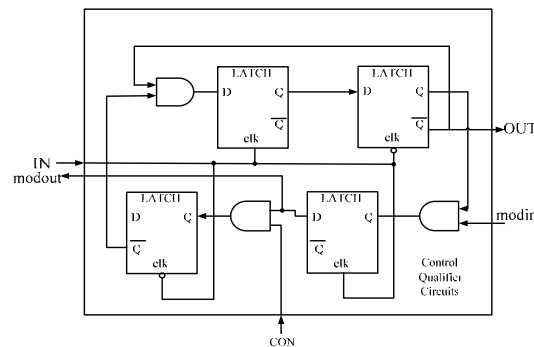 LATCH
LATCH
D Q
D Q
Q
Q
clk
clk
OUT
IN
modout
LATCH
LATCH
modin
D Q
D Q
Q
Q
clk
clk
Control
Qualifier
Circuits
CON